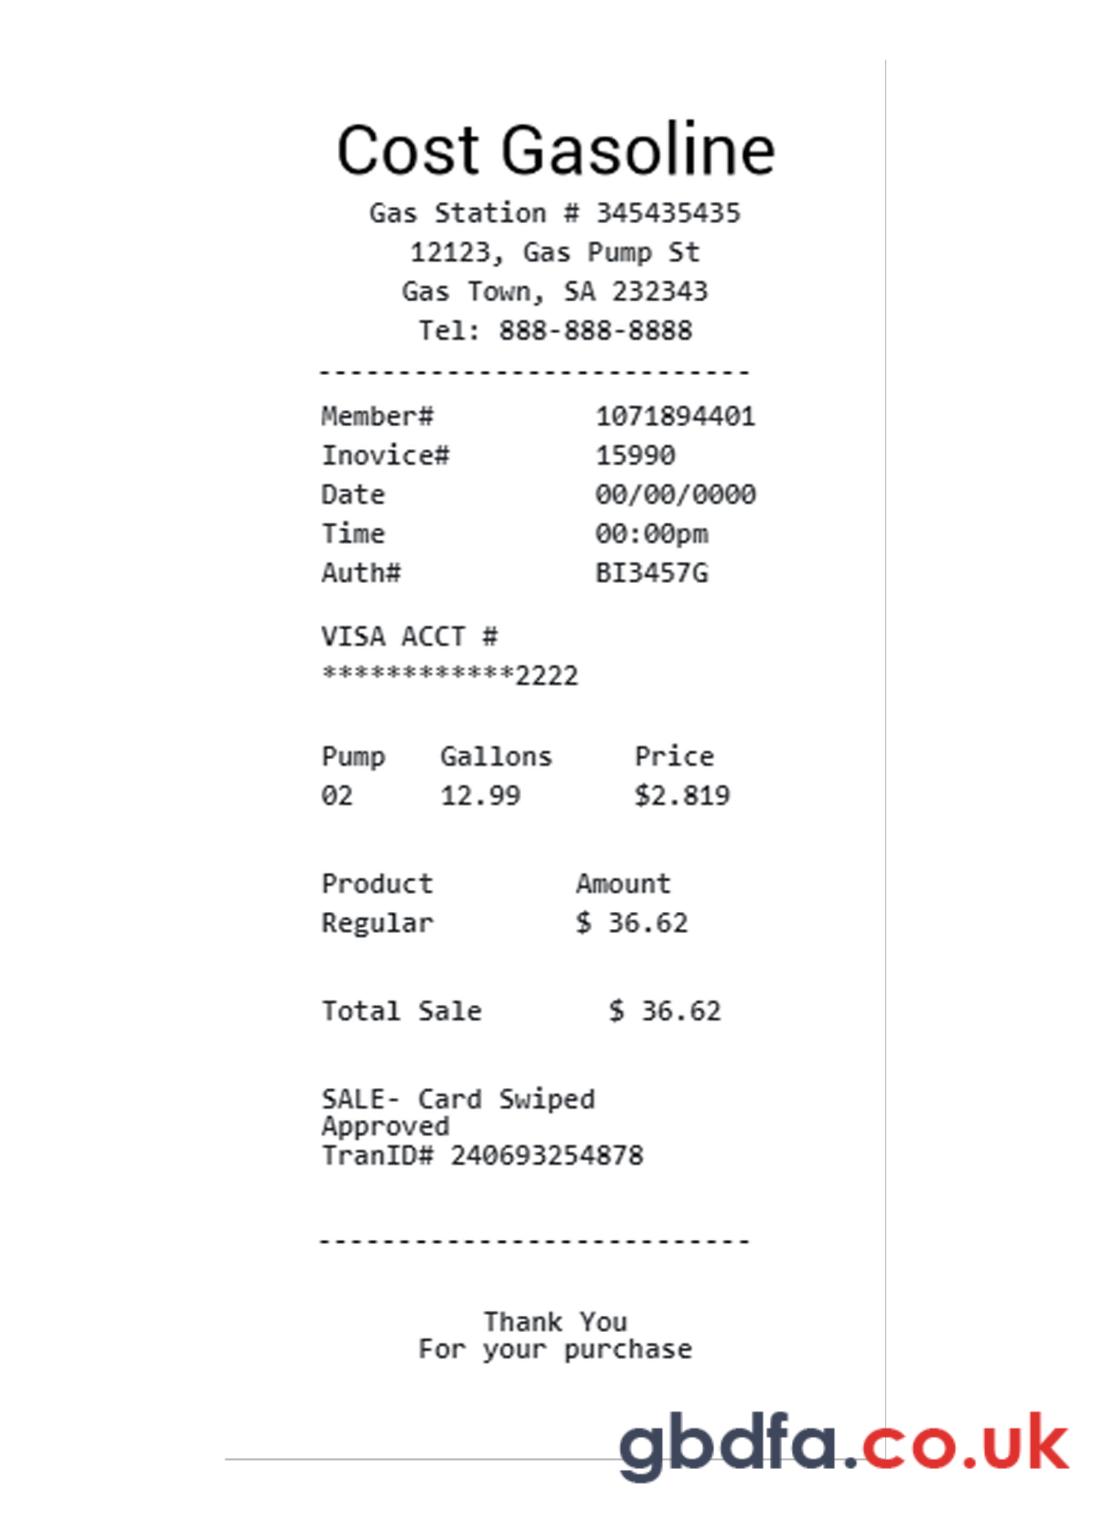 Cost Gasoline
Gas Station # 345435435
12123, Gas Pump St
Gas Town, SA 232343
Tel: 888-888-8888
---------------------------
Member# 1071894401
Inovice# 15990
Date 00/00/0000
Time 00:00pm
Auth# BI3457G
VISA ACCT #
************2222
Pump Gallons Price
02 12.99 $2.819
Product Amount
Regular $ 36.62
Total Sale $ 36.62
SALE- Card Swiped
Approved
TranID# 240693254878
---------------------------
Thank You
For your purchase
gbdfa.co.uk